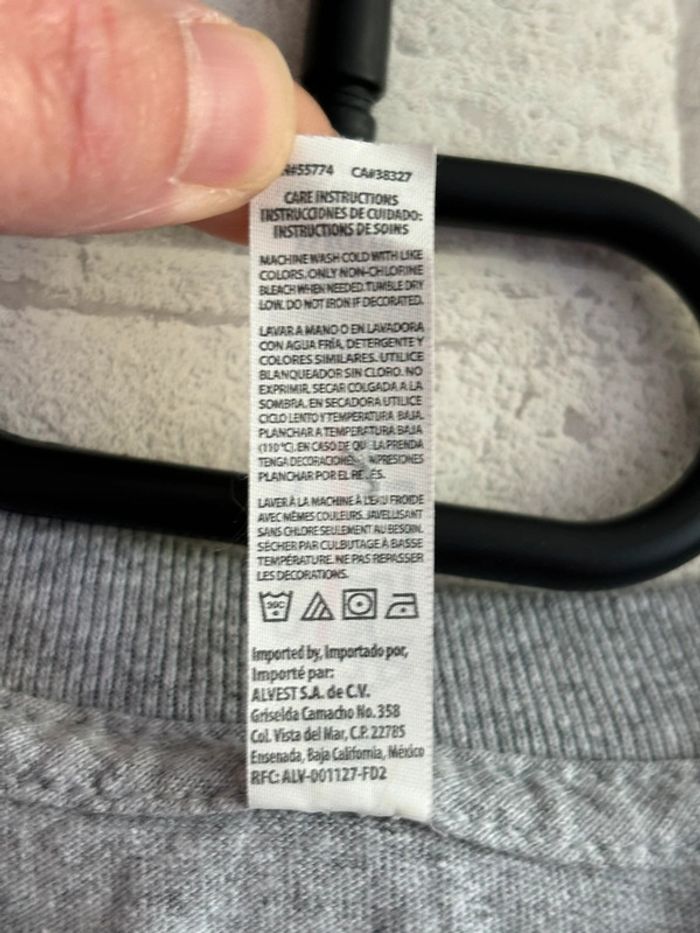 #55774 CA#38327
CARE INSTRUCTIONS
INSTRUCCIONES DE CUIDADO:
INSTRUCTIONS DE SOINS
MACHINE WASH COLD WITH LIKE
COLORS. ONLY NON-CHLORINE
BLEACH WHEN NEEDED. TUMBLE DRY
LOW. DO NOT IRON IF DECORATED.
LAVAR A MANO O EN LAVADORA
CON AGUA FRÍA, DETERGENTE Y
COLORES SIMILARES. UTILICE
BLANQUEADOR SIN CLORO. NO
EXPRIMIR. SECAR COLGADA A LA
SOMBRA. EN SECADORA UTILICE
CICLO LENTO Y TEMPERATURA BAJA.
PLANCHAR A TEMPERATURA BAJA
(110°C). EN CASO DE LA PRENDA
TENGA DECORACIONES
PLANCHAR POR EL
LAVER À LA MACHINE À L'EAU FROIDE
AVEC MÊMES COULEURS. JAVELLISANT
SANS CHLORE SEULEMENT AU BESOIN.
SÉCHER PAR CULBUTAGE À BASSE
TEMPÉRATURE. NE PAS REPASSER
LES DECORATIONS.
30C
Imported by, Importado por,
Importé par:
ALVEST S.A. de C.V.
Griselda Camacho No. 358
Col. Vista del Mar, C.P. 22785
Ensenada, Baja California, México
RFC: ALV-001127-FD2